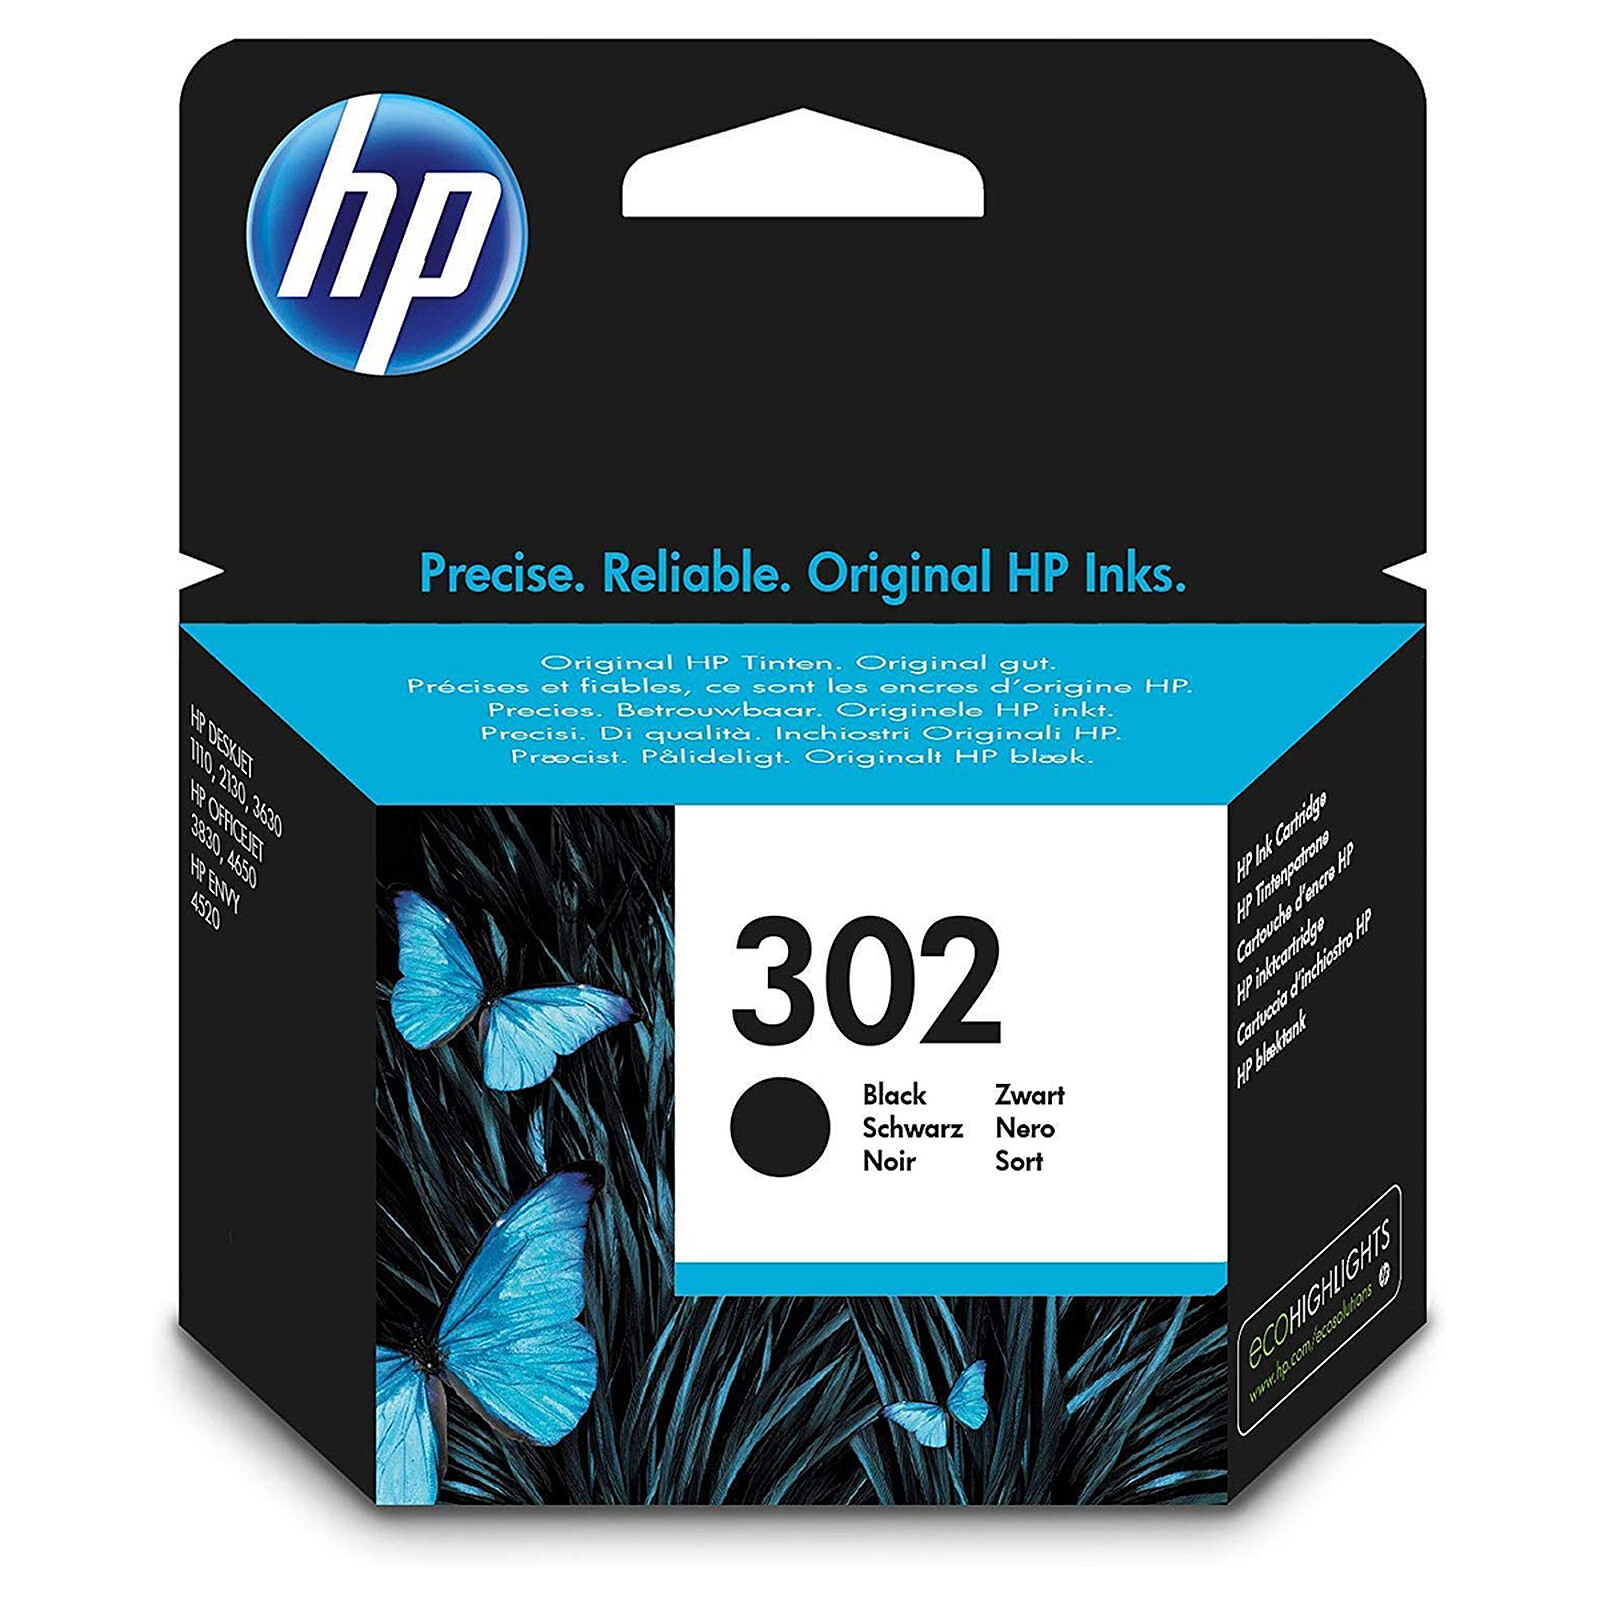 hp
Precise. Reliable. Original HP Inks.
Original HP Tinten. Original gut.
Précises et fiables, ce sont les encres d'origine HP.
Precies. Betrouwbaar. Originele HP inkt.
Precisi. Di qualità. Inchiostri Originali HP.
Præcist. Pålideligt. Originalt HP blæk.
HP DESKJET
1110, 2130, 3630
HP OFFICEJET
3830, 4650
HP ENVY
4520
302
Black Zwart
Schwarz Nero
Noir Sort
HP Ink Cartridge
HP Tintenpatrone
Cartouche d'encre HP
HP inktcartridge
Cartuccia d'inchiostro HP
HP blæktank
ecoHIGHLIGHTS
www.hp.com/ecosolutions hp